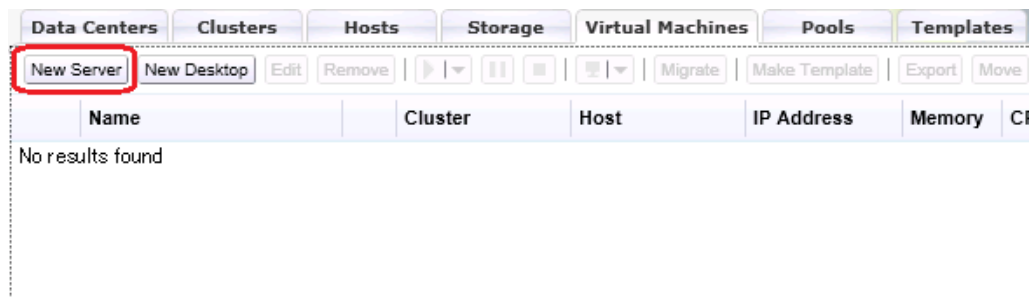 Data Centers Clusters Hosts Storage Virtual Machines Pools Templates
New Server New Desktop Edit Remove Migrate Make Template Export Move
Name Cluster Host IP Address Memory
No results found